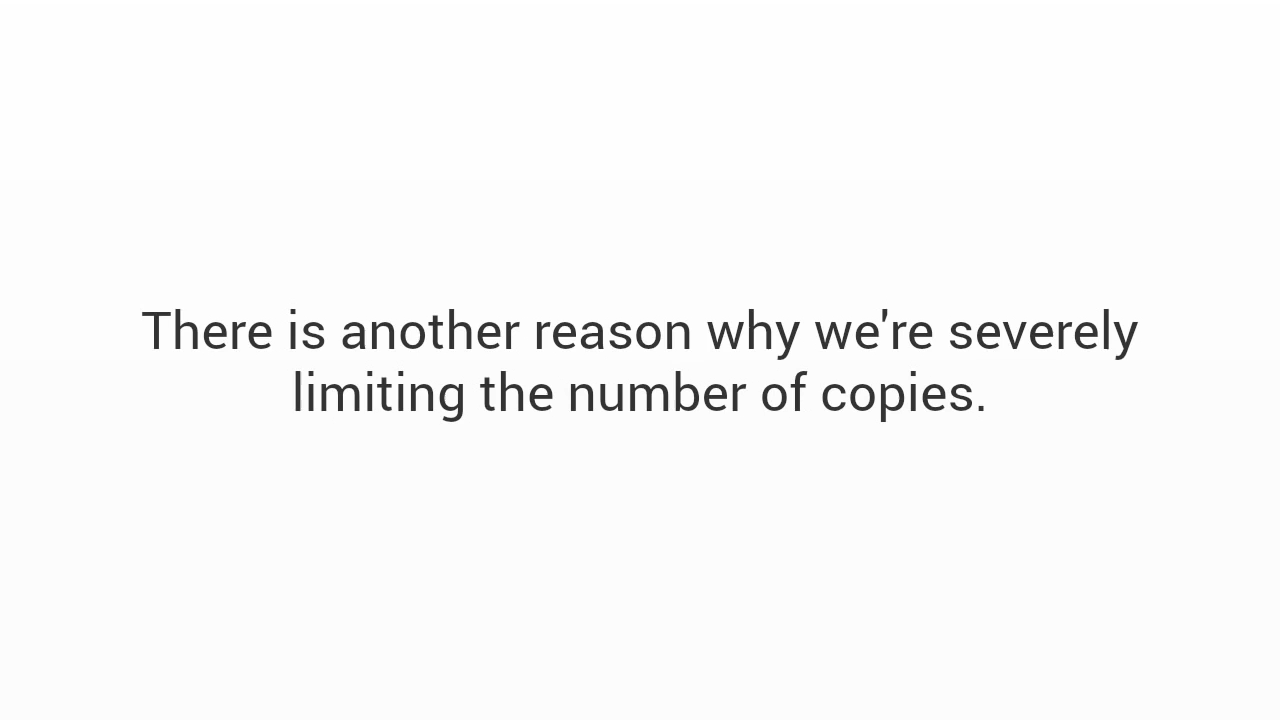 There is another reason why we're severely
limiting the number of copies.